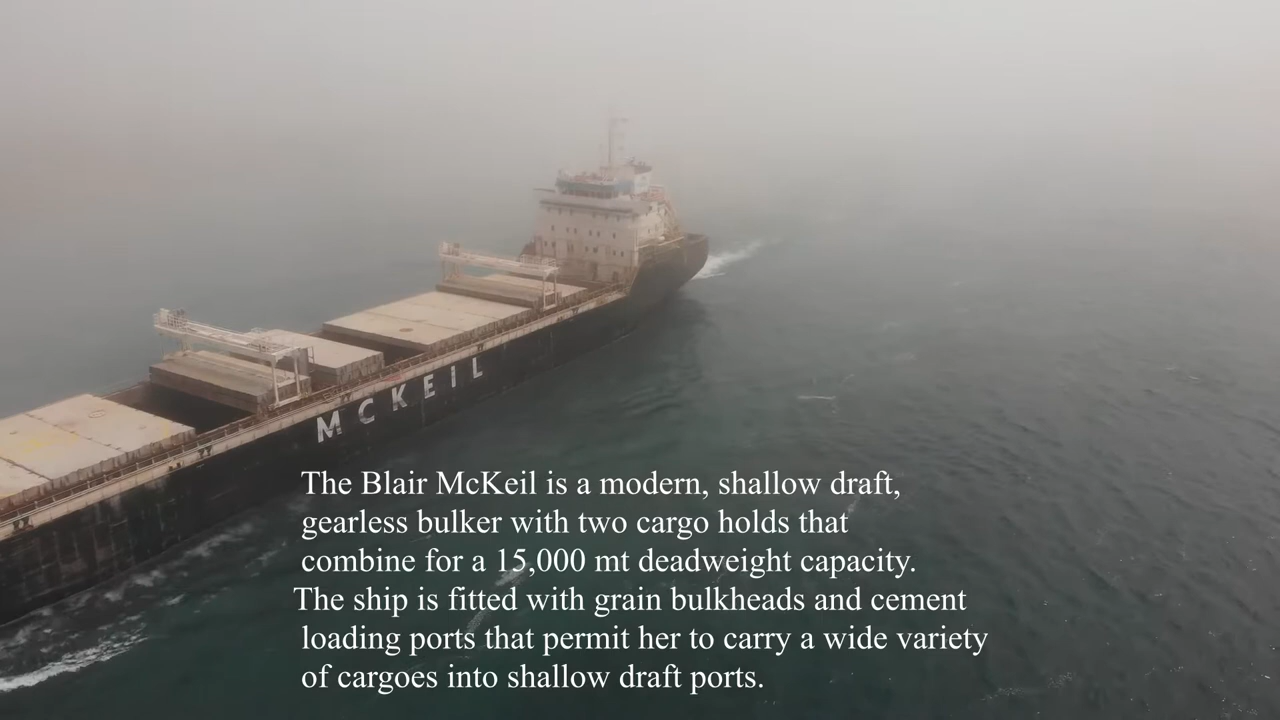 MCKEIL
The Blair McKeil is a modern, shallow draft,
gearless bulker with two cargo holds that
combine for a 15,000 mt deadweight capacity.
The ship is fitted with grain bulkheads and cement
loading ports that permit her to carry a wide variety
of cargoes into shallow draft ports.